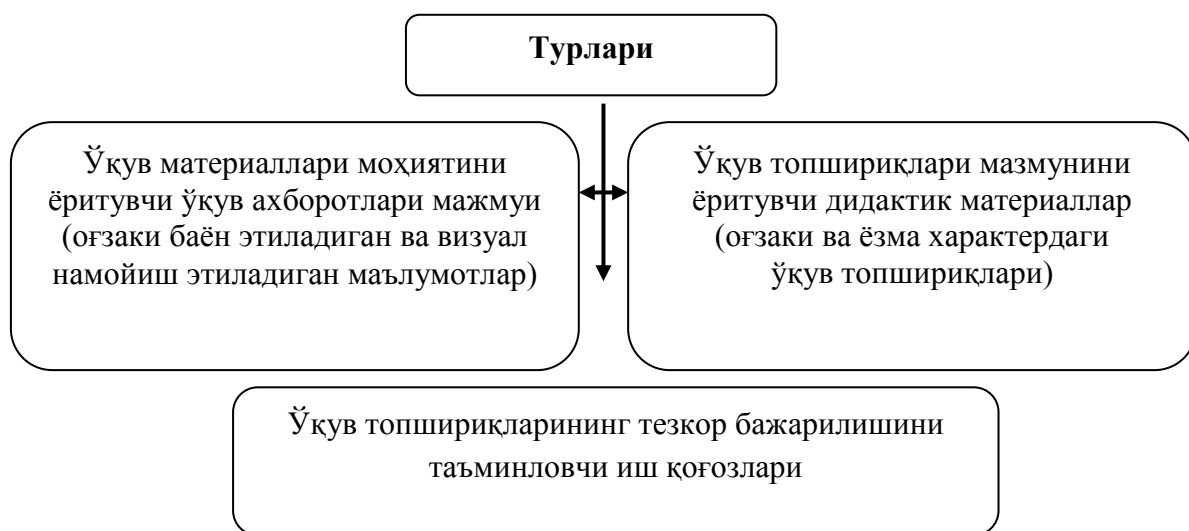 Турлари
Ўқув материаллари моҳиятини
ёритувчи ўқув ахборотлари мажмуи
(оғзаки баён этиладиган ва визуал
намойиш этиладиган маълумотлар)
Ўқув топшириқлари мазмунини
ёритувчи дидактик материаллар
(оғзаки ва ёзма характердаги
ўқув топшириқлари)
Ўқув топшириқларининг тезкор бажарилишини
таъминловчи иш қоғозлари